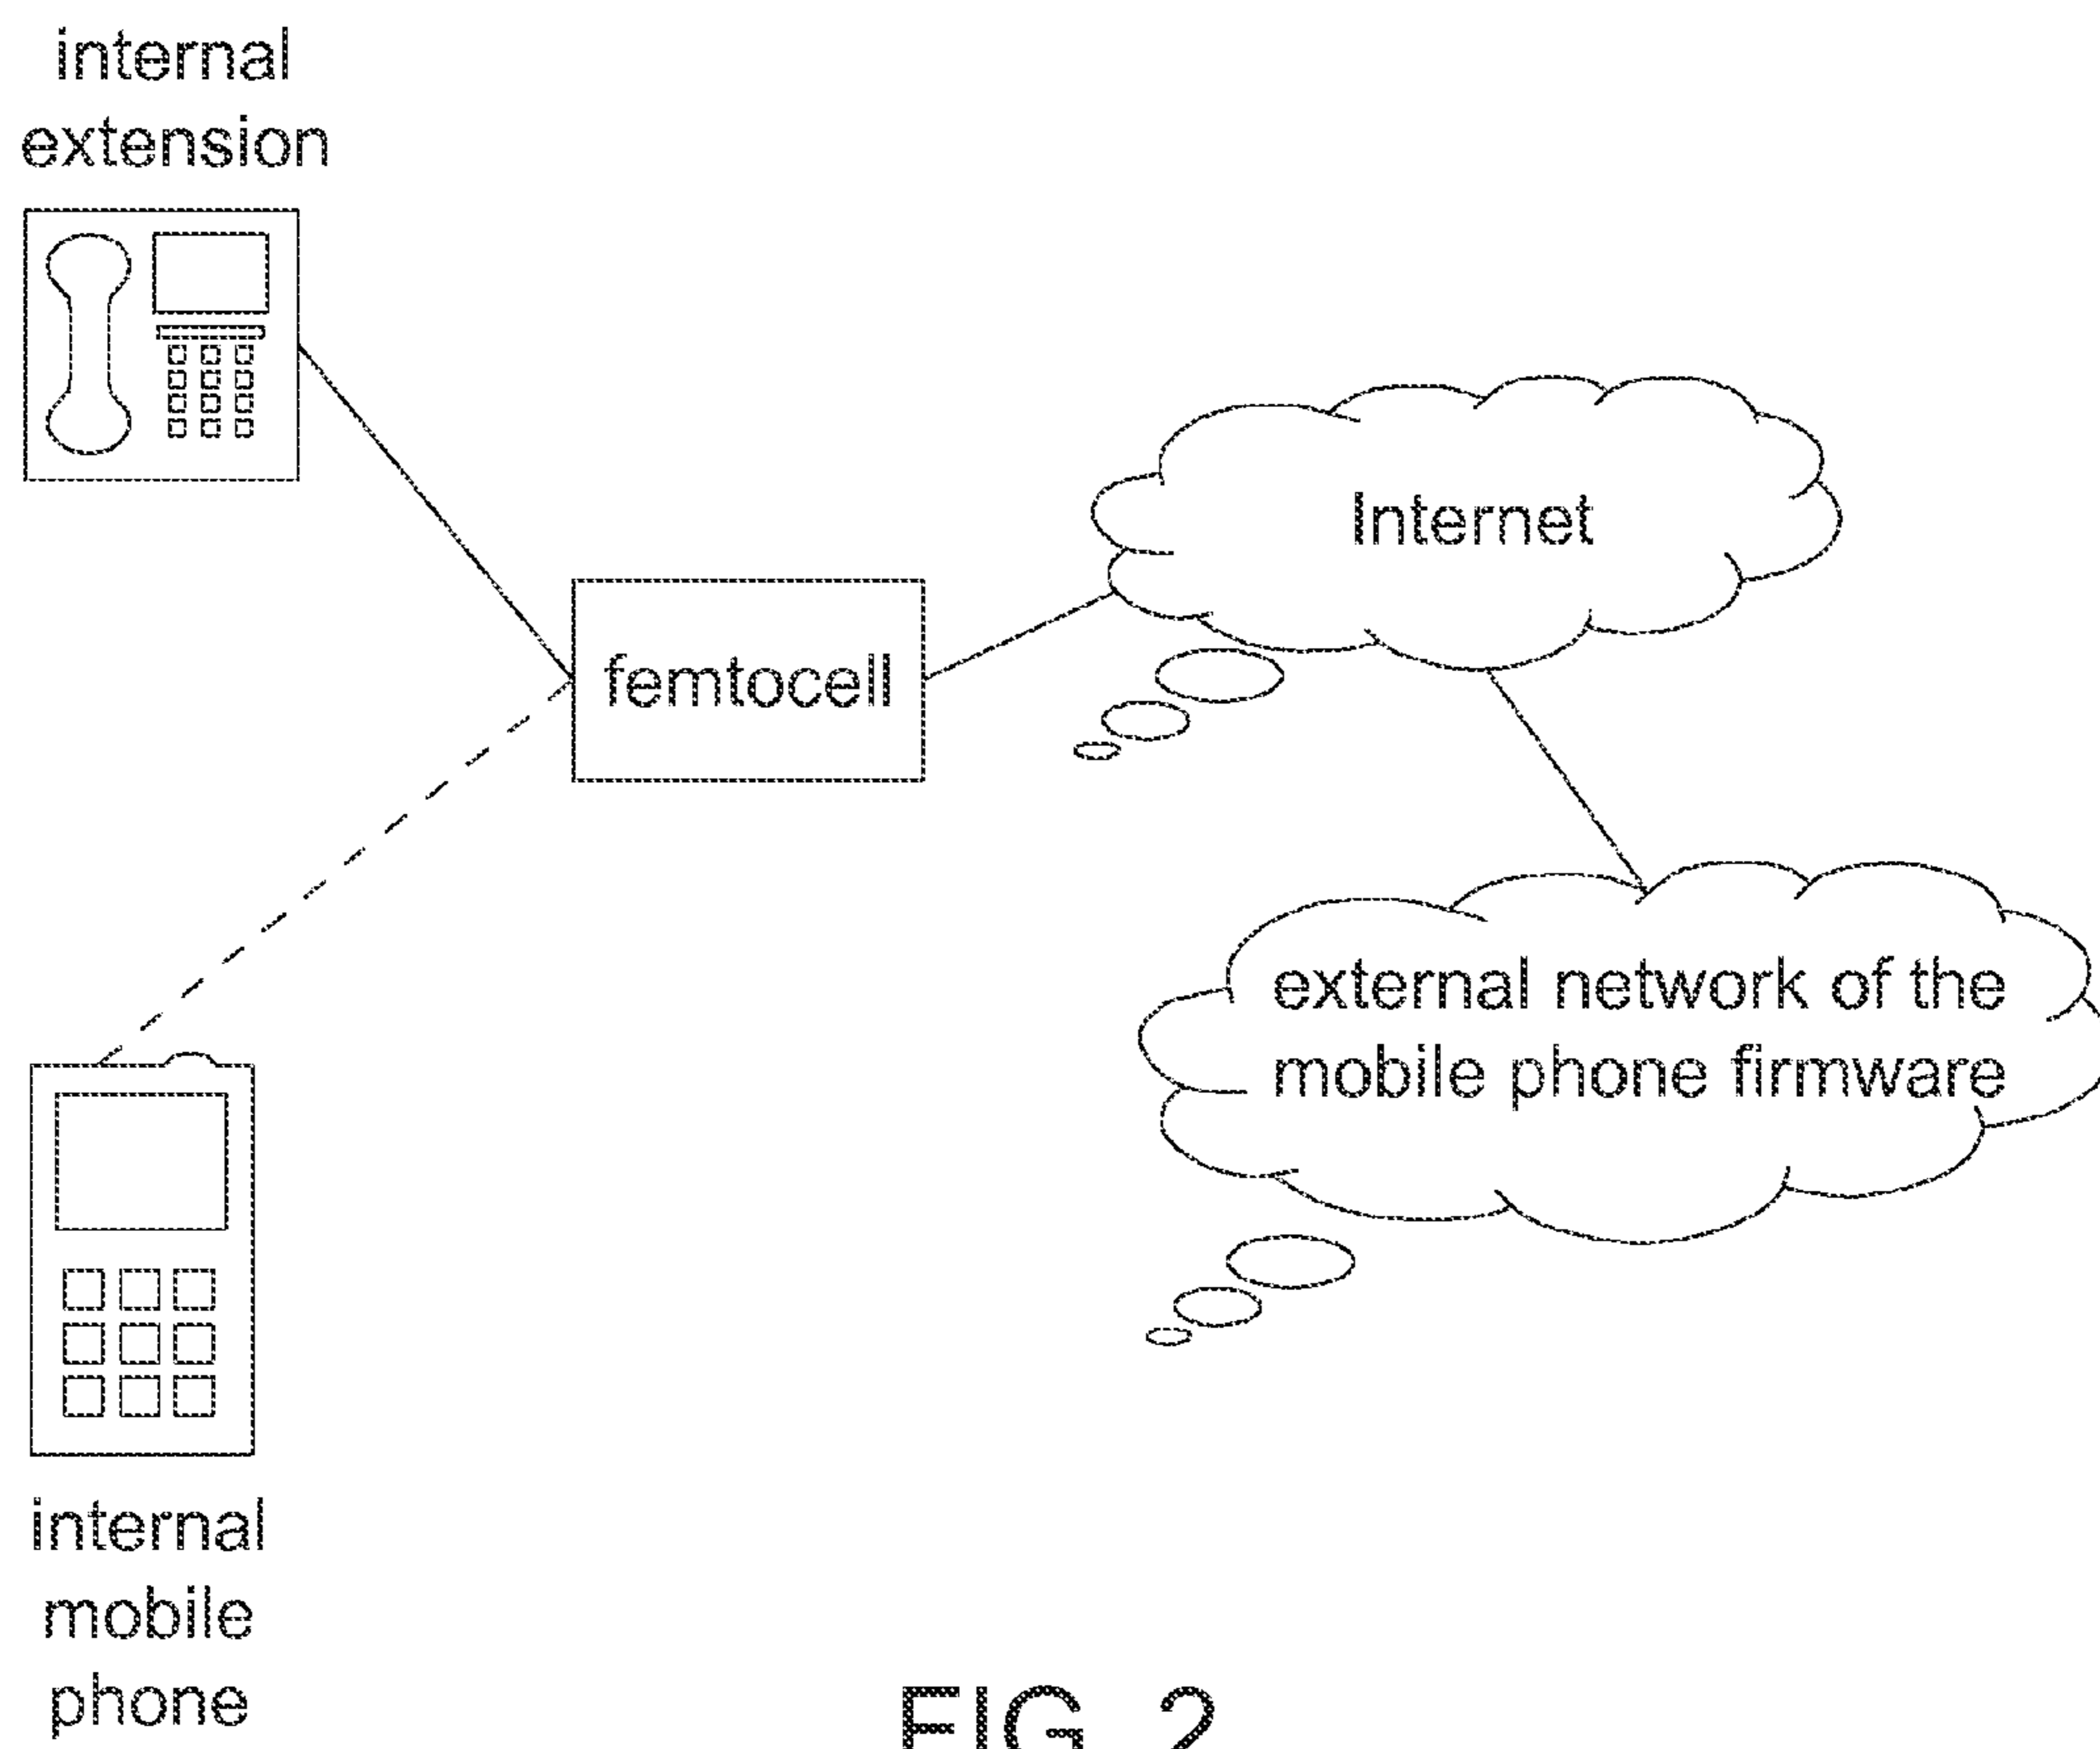 internal
extension
Internet
femtocell
external network of the
mobile phone firmware
internal
mobile
phone
FIG. 2